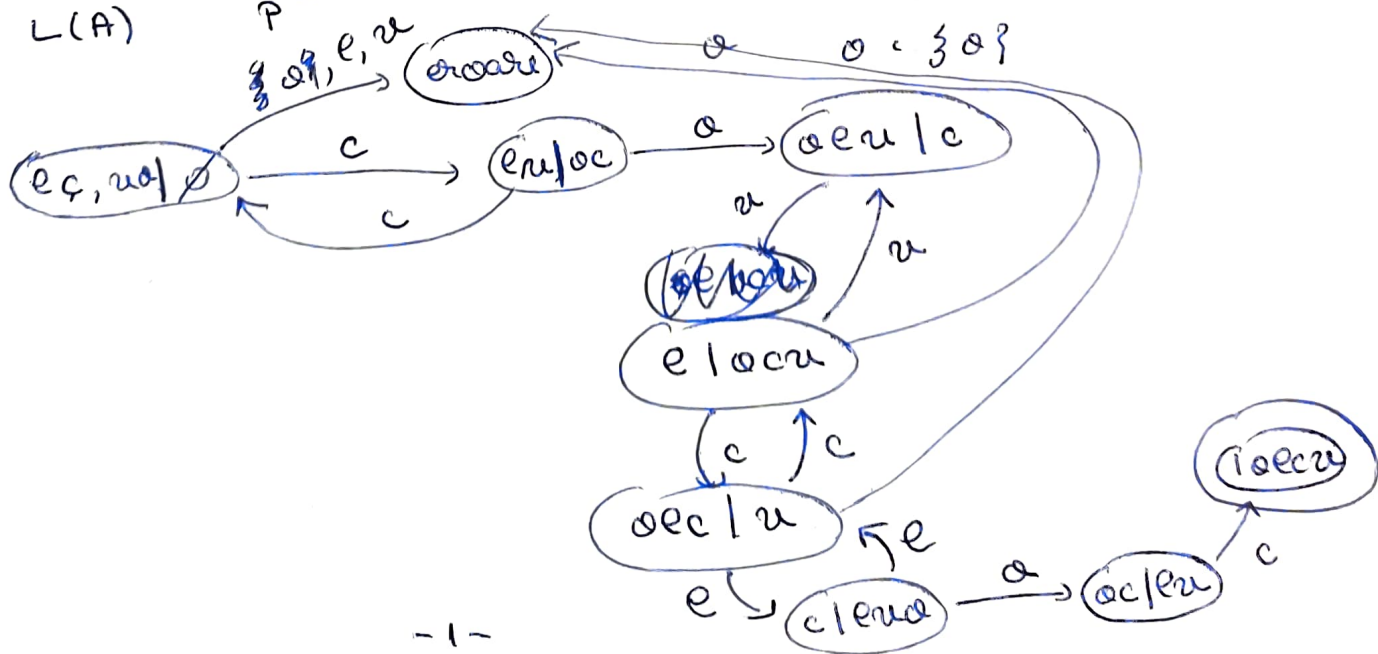 L(A)
P
o, e, v
eroare
o
o : {o}
ec, vo/∅
c
ev/oc
o
oev | c
c
v
v
e | ocv
c
c
oec | v
e
e
c | evo
o
oc/ev
c
| oecv
- 1 -